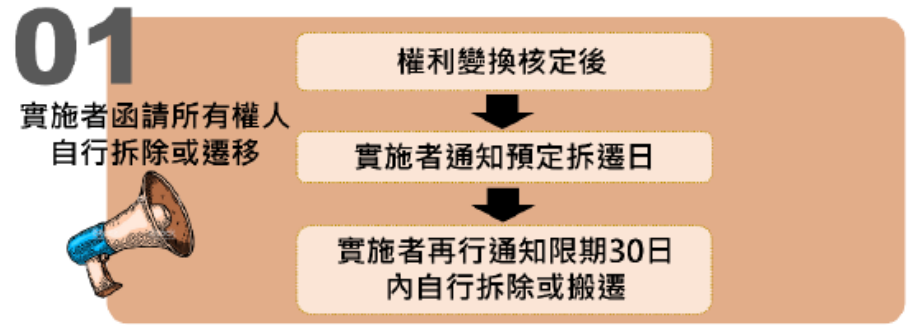 01
實施者函請所有權人
自行拆除或遷移
權利變換核定後
實施者通知預定拆遷日
實施者再行通知限期30日
內自行拆除或搬遷